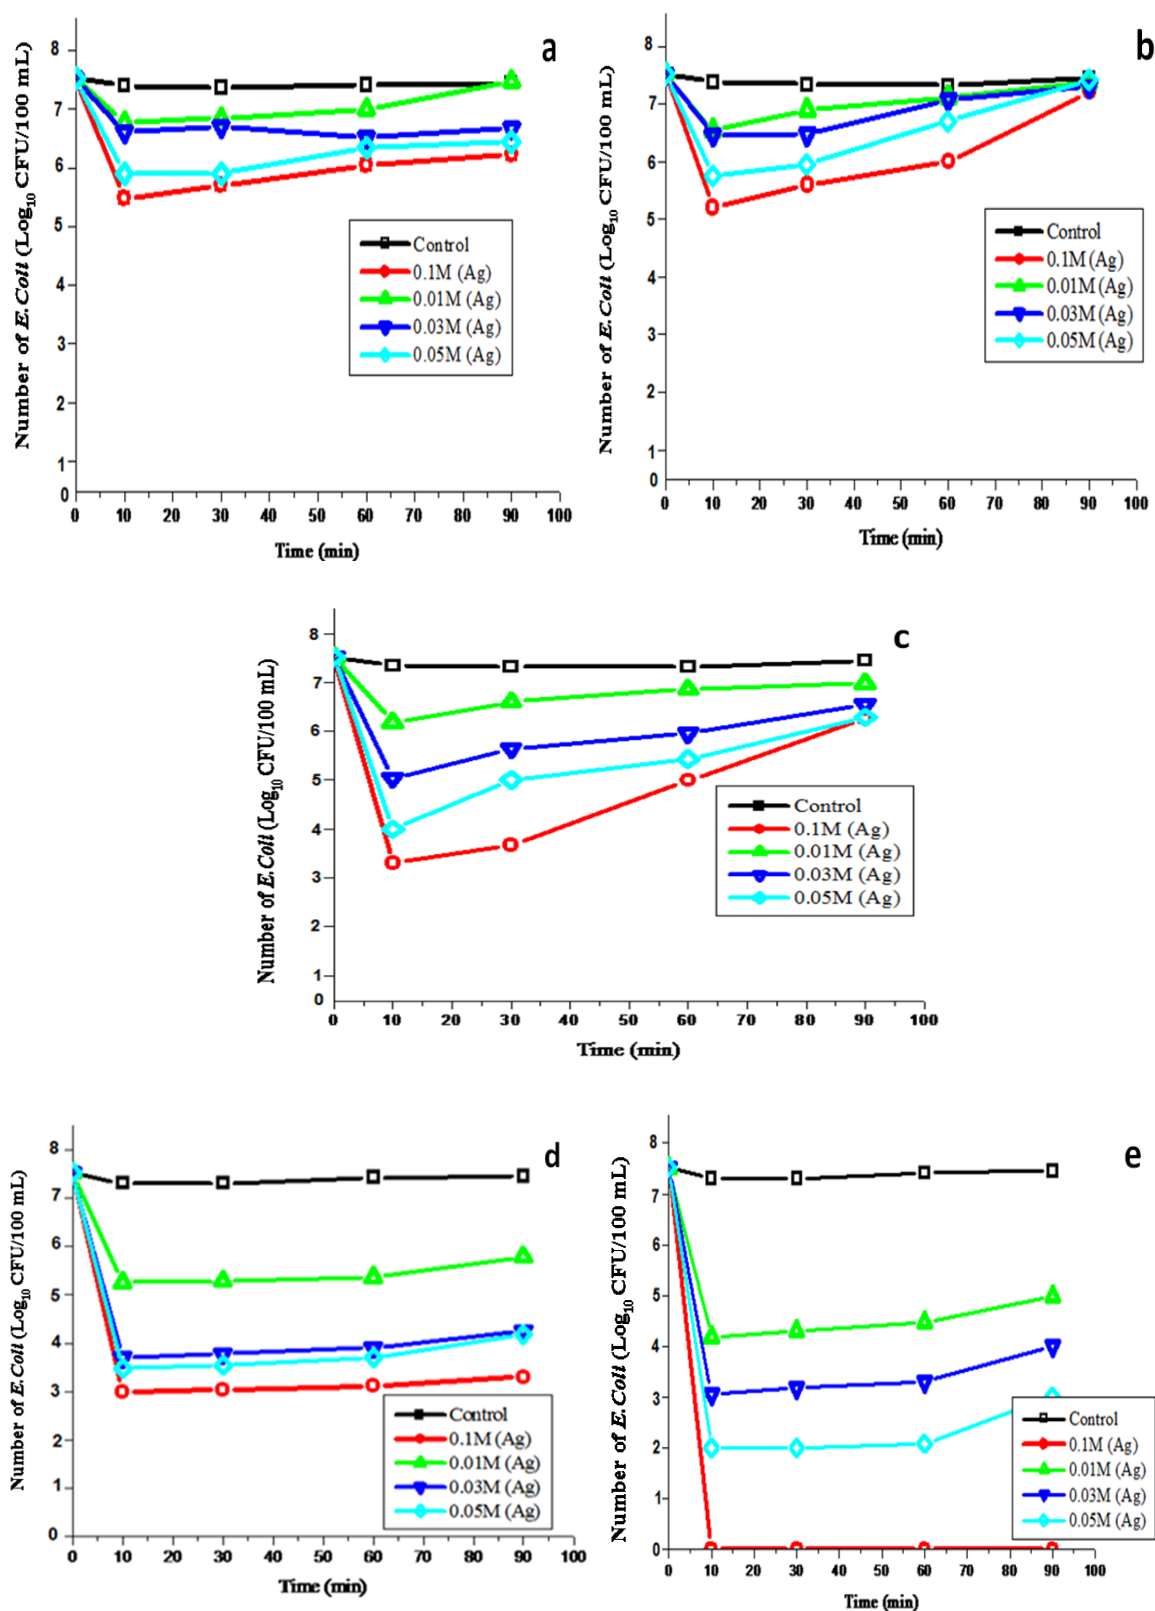 a
Number of E.Coli (Log10 CFU/100 mL)
8
7
6
5
4
3
2
1
0
Control
0.1M (Ag)
0.01M (Ag)
0.03M (Ag)
0.05M (Ag)
0 10 20 30 40 50 60 70 80 90 100
Time (min)
b
Number of E.Coli (Log10 CFU/100 mL)
8
7
6
5
4
3
2
1
0
Control
0.1M (Ag)
0.01M (Ag)
0.03M (Ag)
0.05M (Ag)
0 10 20 30 40 50 60 70 80 90 100
Time (min)
c
Number of E.Coli (Log10 CFU/100 mL)
8
7
6
5
4
3
2
1
0
Control
0.1M (Ag)
0.01M (Ag)
0.03M (Ag)
0.05M (Ag)
0 10 20 30 40 50 60 70 80 90 100
Time (min)
d
Number of E.Coli (Log10 CFU/100 mL)
8
7
6
5
4
3
2
1
0
Control
0.1M (Ag)
0.01M (Ag)
0.03M (Ag)
0.05M (Ag)
0 10 20 30 40 50 60 70 80 90 100
Time (min)
e
Number of E.Coli (Log10 CFU/100 mL)
8
7
6
5
4
3
2
1
0
Control
0.1M (Ag)
0.01M (Ag)
0.03M (Ag)
0.05M (Ag)
0 10 20 30 40 50 60 70 80 90 100
Time (min)